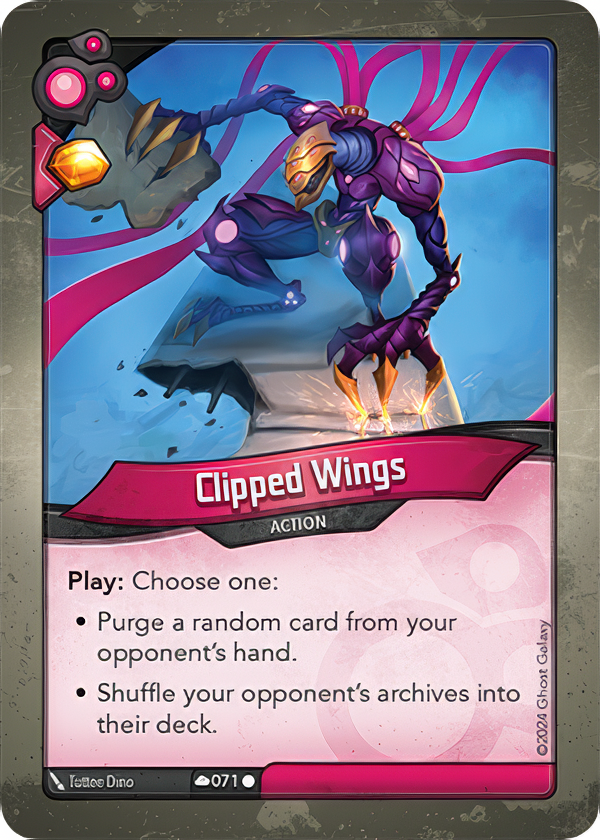 Clipped Wings
ACTION
Play: Choose one:
• Purge a random card from your
opponent's hand.
• Shuffle your opponent's archives into
their deck.
©2024 Ghost Galaxy
Dino
071